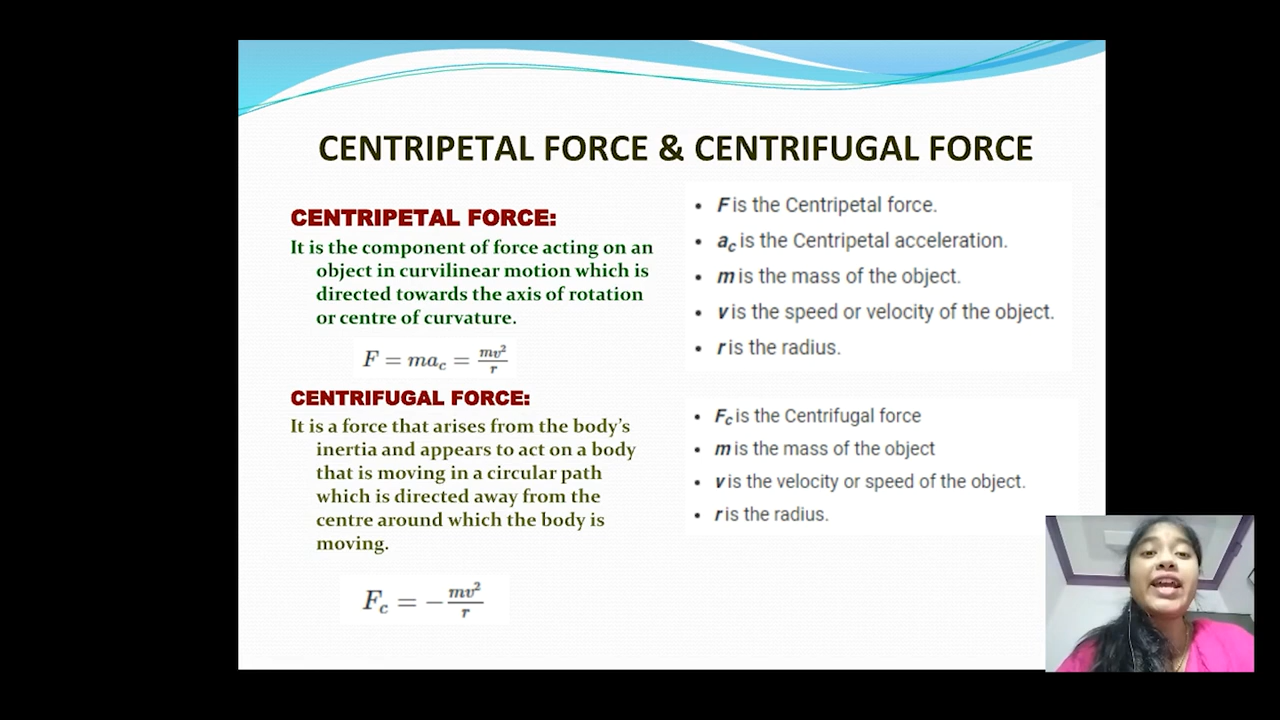 CENTRIPETAL FORCE & CENTRIFUGAL FORCE
CENTRIPETAL FORCE:
It is the component of force acting on an
object in curvilinear motion which is
directed towards the axis of rotation
or centre of curvature.
F = ma_c = mv²/r
CENTRIFUGAL FORCE:
It is a force that arises from the body's
inertia and appears to act on a body
that is moving in a circular path
which is directed away from the
centre around which the body is
moving.
F_c = −mv²/r
• F is the Centripetal force.
• a_c is the Centripetal acceleration.
• m is the mass of the object.
• v is the speed or velocity of the object.
• r is the radius.
• F_c is the Centrifugal force
• m is the mass of the object
• v is the velocity or speed of the object.
• r is the radius.